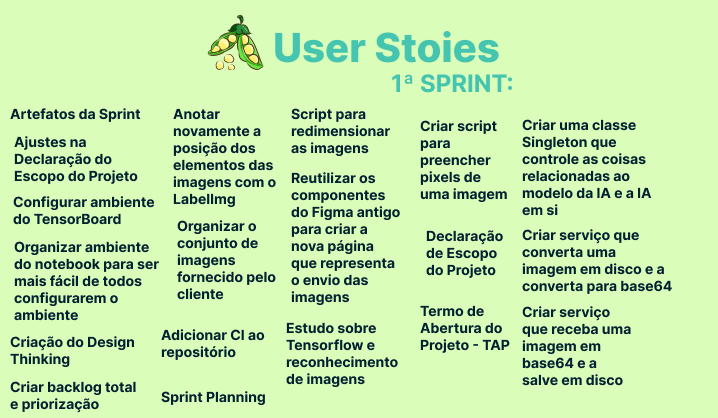 User Stoies
1ª SPRINT:
Artefatos da Sprint
Ajustes na
Declaração do
Escopo do Projeto
Configurar ambiente
do TensorBoard
Organizar ambiente
do notebook para ser
mais fácil de todos
configurarem o
ambiente
Criação do Design
Thinking
Criar backlog total
e priorização
Anotar
novamente a
posição dos
elementos das
imagens com o
LabelImg
Organizar o
conjunto de
imagens
fornecido pelo
cliente
Adicionar CI ao
repositório
Sprint Planning
Script para
redimensionar
as imagens
Reutilizar os
componentes
do Figma antigo
para criar a
nova página
que representa
o envio das
imagens
Estudo sobre
Tensorflow e
reconhecimento
de imagens
Criar script
para
preencher
pixels de
uma imagem
Declaração
de Escopo
do Projeto
Termo de
Abertura do
Projeto - TAP
Criar uma classe
Singleton que
controle as coisas
relacionadas ao
modelo da IA e a IA
em si
Criar serviço que
converta uma
imagem em disco e a
converta para base64
Criar serviço
que receba uma
imagem em
base64 e a
salve em disco